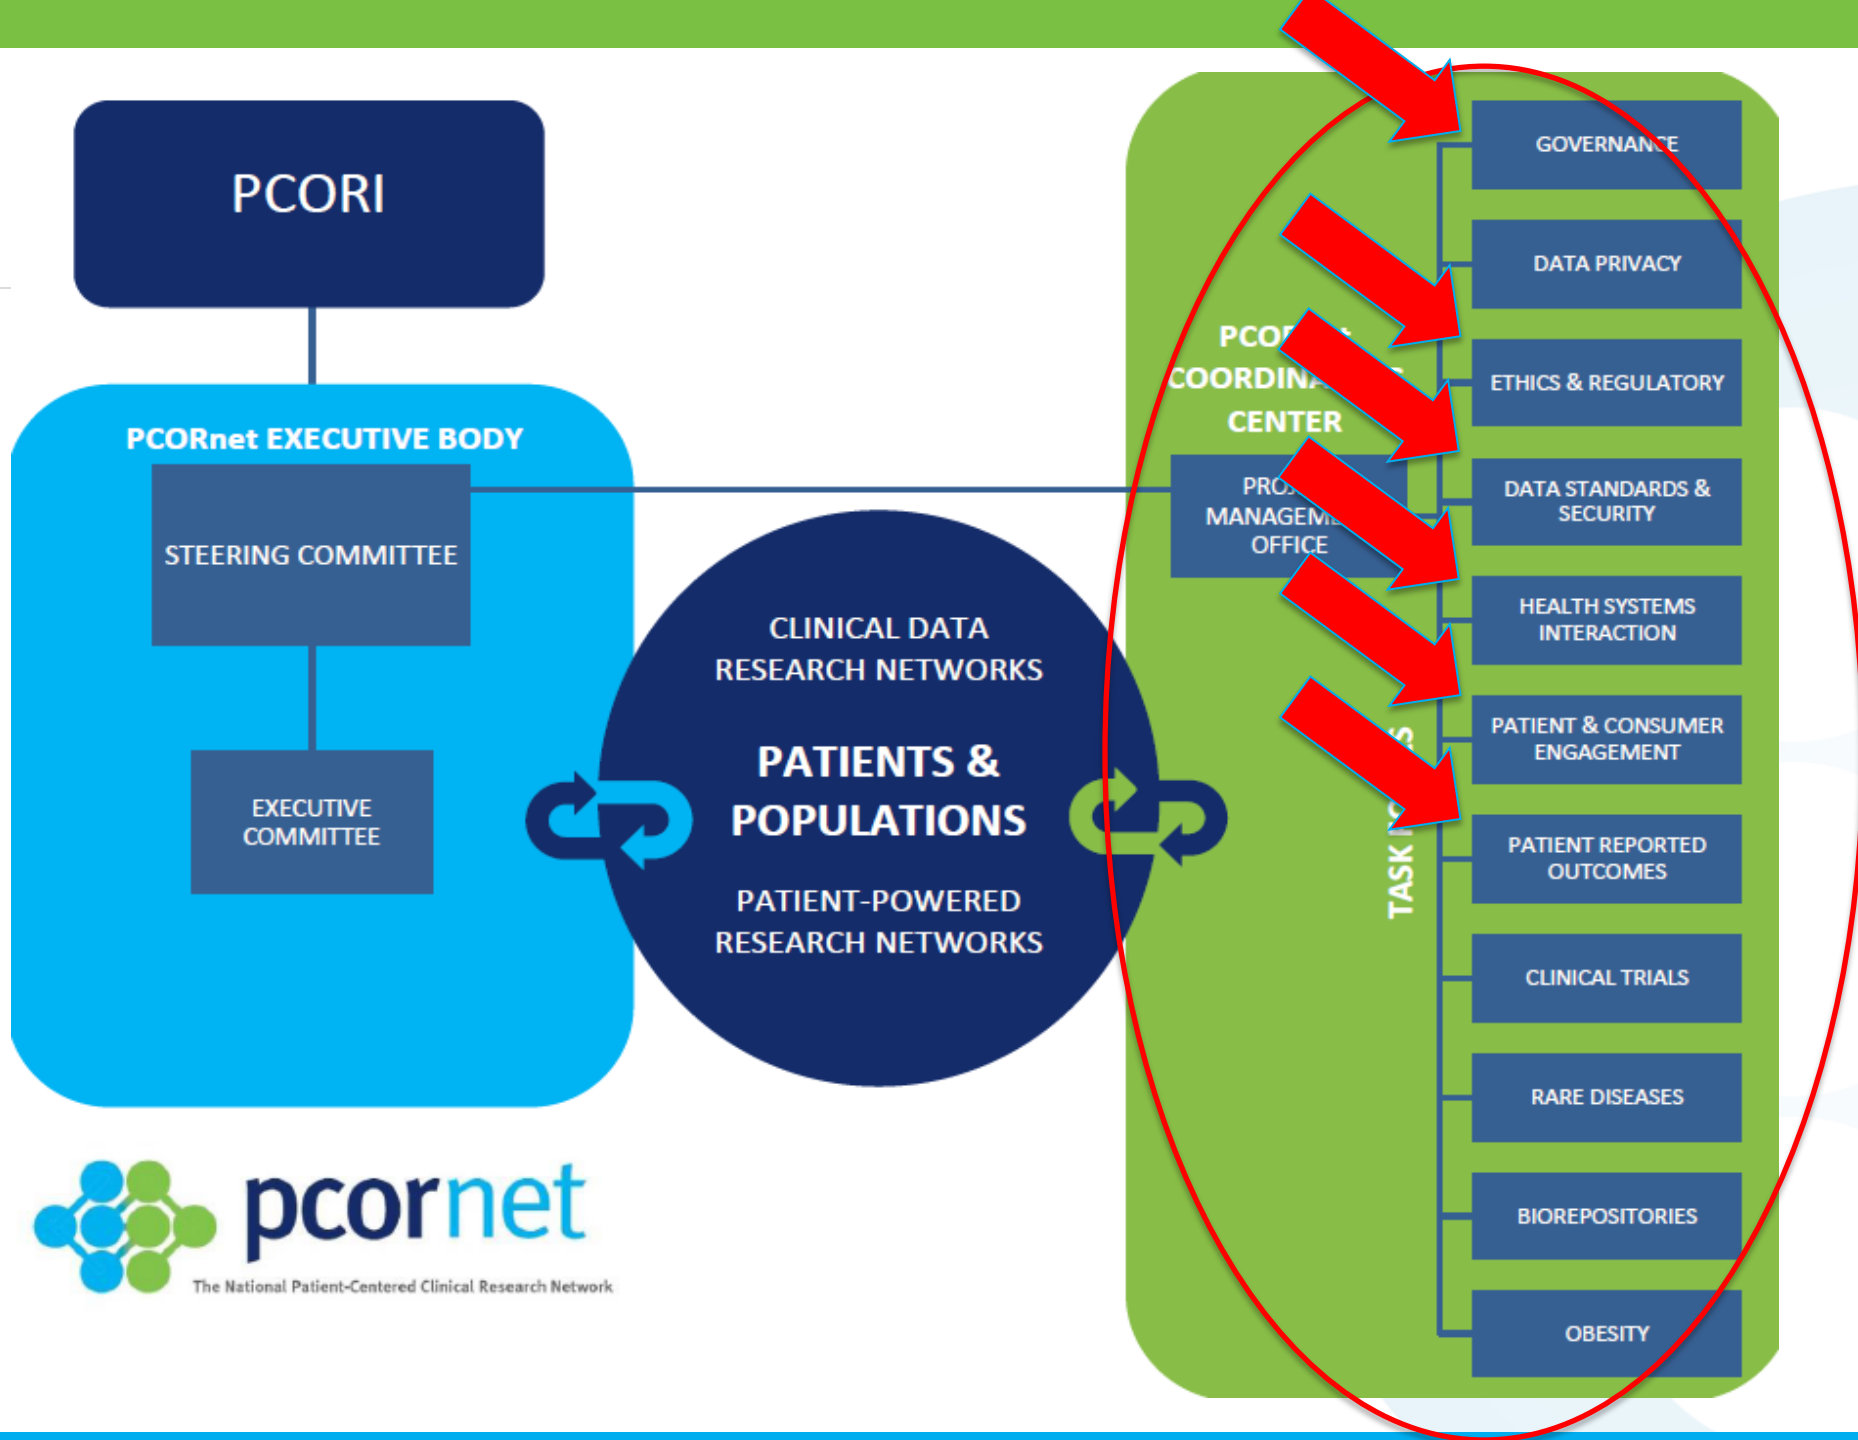 PCORI
PCORnet EXECUTIVE BODY
STEERING COMMITTEE
EXECUTIVE
COMMITTEE
CLINICAL DATA
RESEARCH NETWORKS
PATIENTS &
POPULATIONS
PATIENT-POWERED
RESEARCH NETWORKS
CENTER
OFFICE
TASK
GOVERNANCE
DATA PRIVACY
ETHICS & REGULATORY
DATA STANDARDS &
SECURITY
HEALTH SYSTEMS
INTERACTION
PATIENT & CONSUMER
ENGAGEMENT
PATIENT REPORTED
OUTCOMES
CLINICAL TRIALS
RARE DISEASES
BIOREPOSITORIES
OBESITY
pcornet
The National Patient-Centered Clinical Research Network